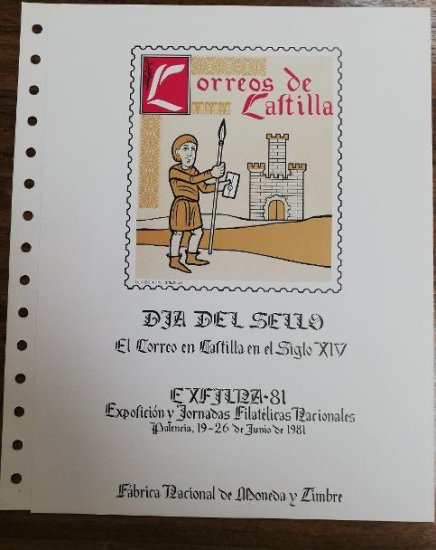 Correos de
Castilla
DIA DEL SELLO
El Correo en Castilla en el Siglo XIV
EXFILNA-81
Exposición y Jornadas Filatélicas Nacionales
Palencia, 19-26 de Junio de 1981
Fábrica Nacional de Moneda y Timbre